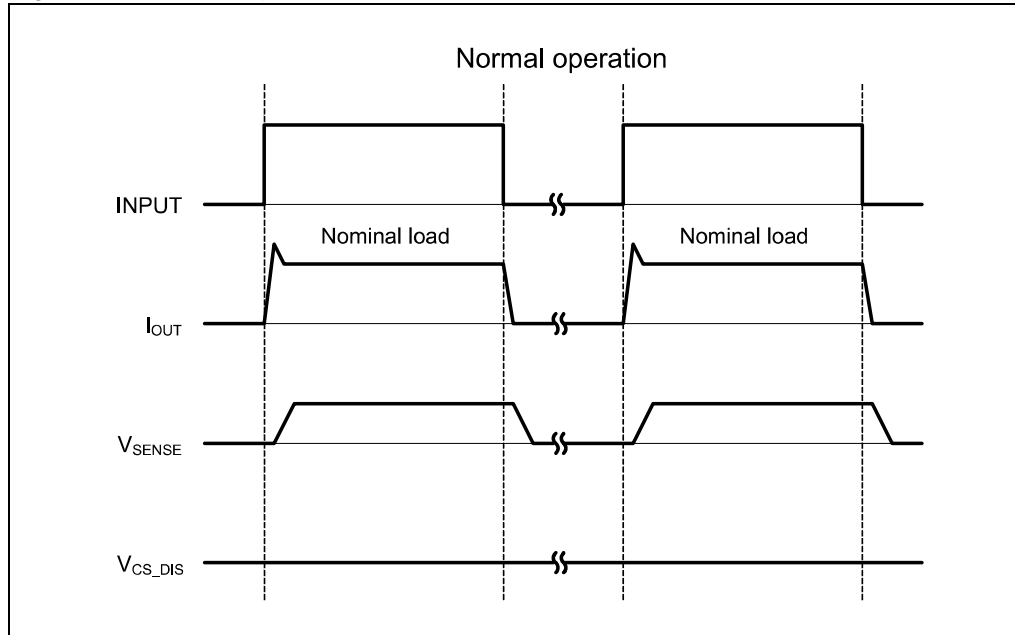 Normal operation
INPUT
Nominal load Nominal load
IOUT
VSENSE
VCS_DIS